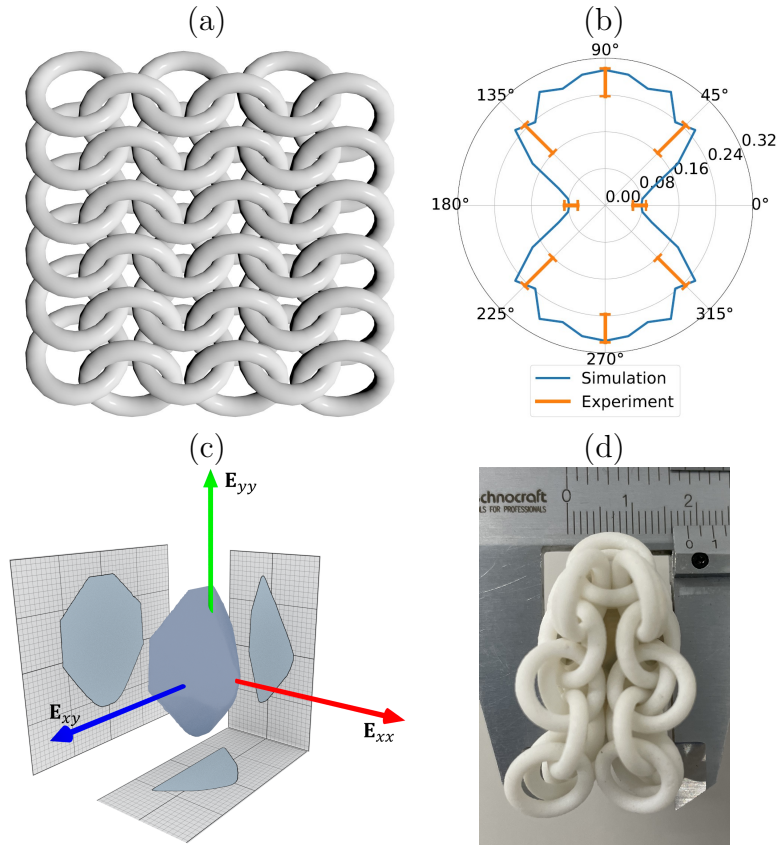 (a)
(b)
90°
135°
45°
0.32
0.24
0.16
0.08
0.00
180°
0°
225°
315°
270°
Simulation
Experiment
(c)
E_yy
E_xy
E_xx
(d)
chnocraft
LS FOR PROFESSIONALS
0 1 2
0 1